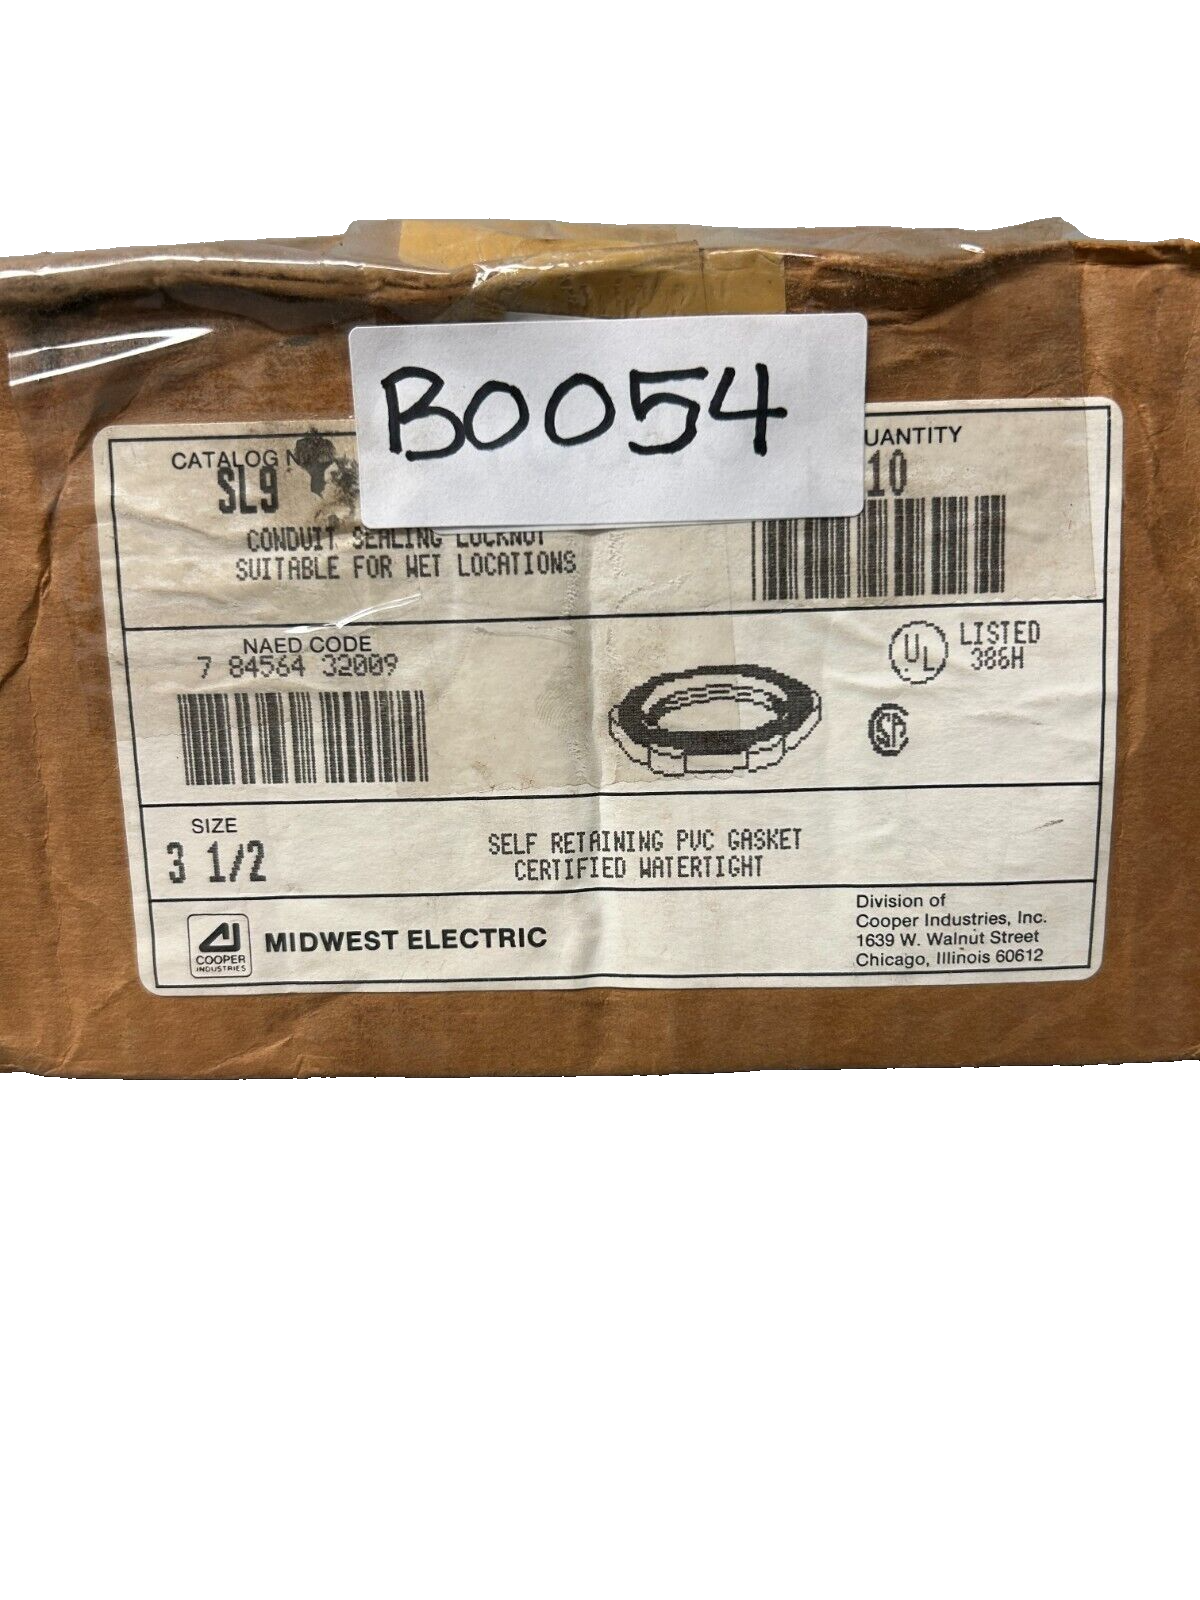 B0054
CATALOG
UANTITY
SL9
10
CONDUIT SEALING LOCKNUT
SUITABLE FOR WET LOCATIONS
NAED CODE
7 84564 32009
UL LISTED
386H
SIZE
3 1/2
SELF RETAINING PVC GASKET
CERTIFIED WATERTIGHT
COOPER
INDUSTRIES
MIDWEST ELECTRIC
Division of
Cooper Industries, Inc.
1639 W. Walnut Street
Chicago, Illinois 60612